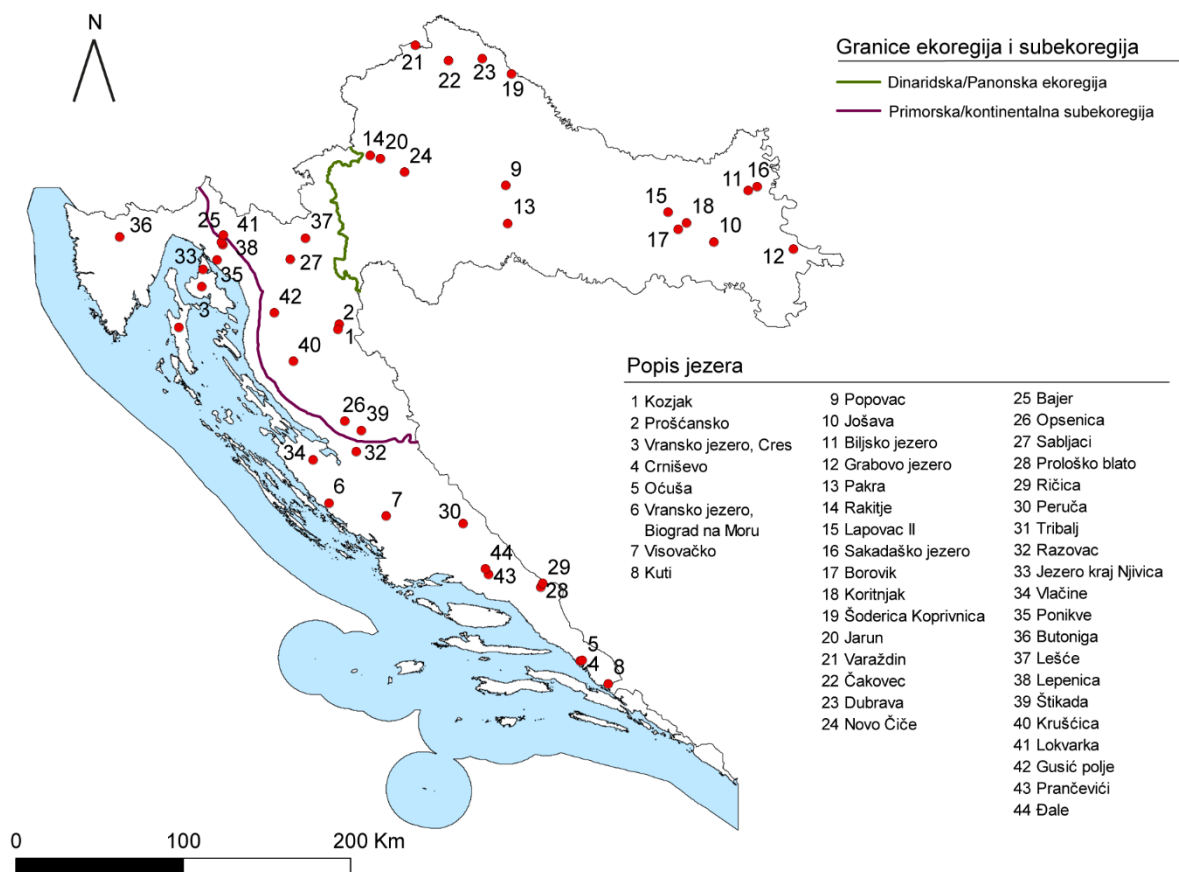 N
Granice ekoregija i subekoregija
Dinaridska/Panonska ekoregija
Primorska/kontinentalna subekoregija
21
22
23
19
14
20
24
9
13
11
16
15
18
17
10
12
36
25
41
38
37
33
35
27
3
42
2
1
40
26
39
34
32
6
7
30
44
43
29
28
5
4
8
Popis jezera
1 Kozjak
2 Prošćansko
3 Vransko jezero, Cres
4 Crniševo
5 Oćuša
6 Vransko jezero,
Biograd na Moru
7 Visovačko
8 Kuti
9 Popovac
10 Jošava
11 Biljsko jezero
12 Grabovo jezero
13 Pakra
14 Rakitje
15 Lapovac II
16 Sakadaško jezero
17 Borovik
18 Koritnjak
19 Šoderica Koprivnica
20 Jarun
21 Varaždin
22 Čakovec
23 Dubrava
24 Novo Čiče
25 Bajer
26 Opsenica
27 Sabljaci
28 Prološko blato
29 Ričica
30 Peruča
31 Tribalj
32 Razovac
33 Jezero kraj Njivica
34 Vlačine
35 Ponikve
36 Butoniga
37 Lešće
38 Lepenica
39 Štikada
40 Krušćica
41 Lokvarka
42 Gusić polje
43 Prančevići
44 Đale
0 100 200 Km